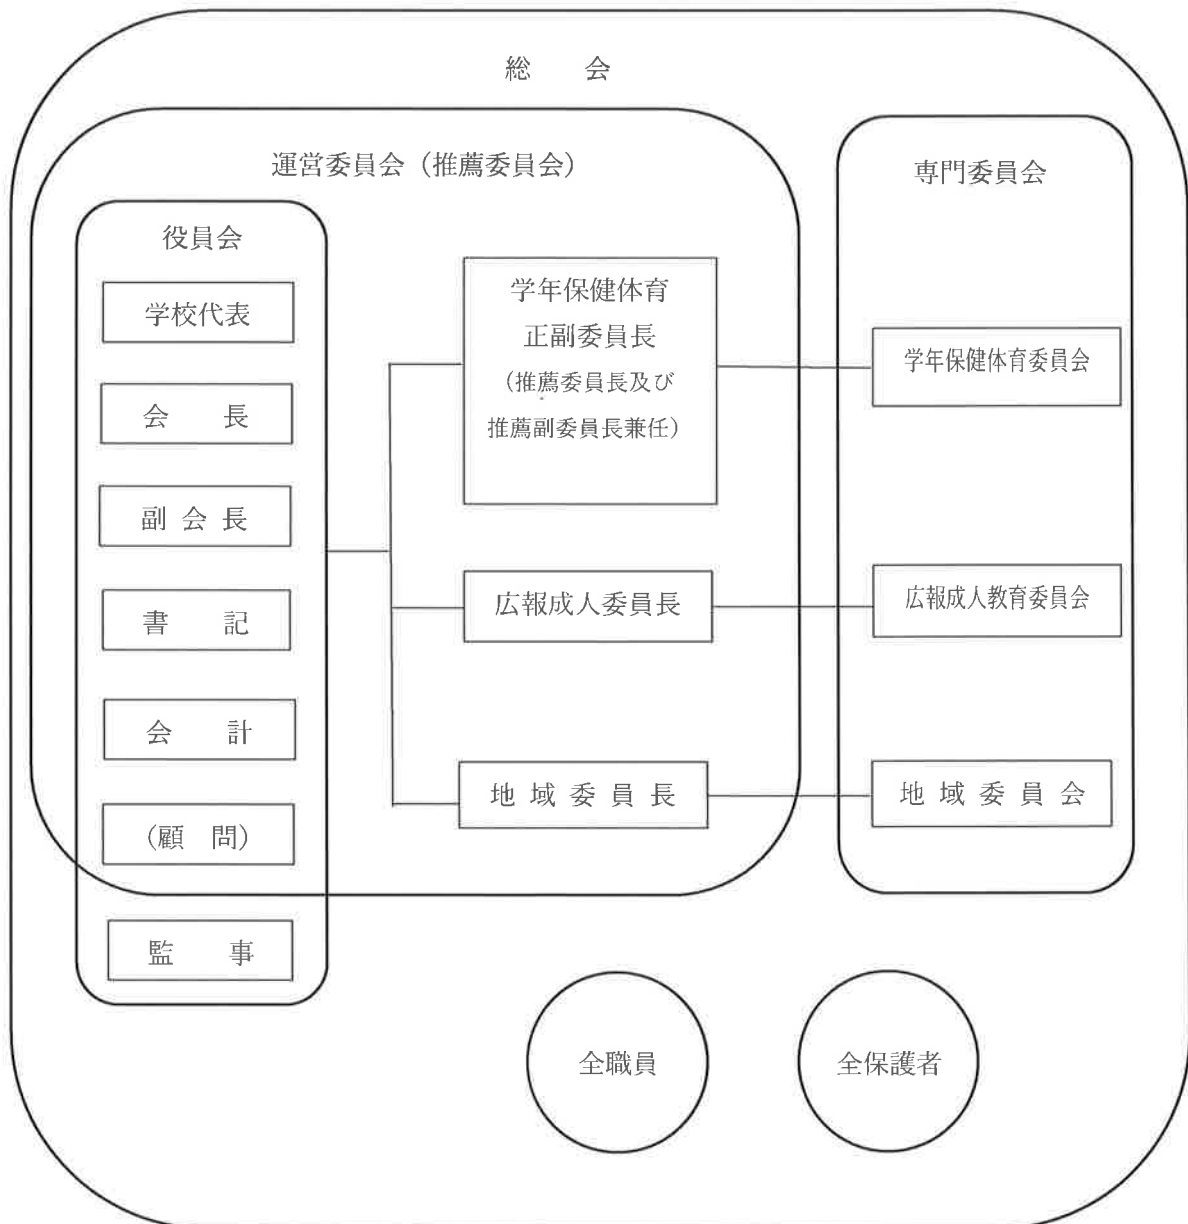 総　会
運営委員会（推薦委員会）
役員会
学校代表
会　長
副 会 長
書　記
会　計
(顧　問)
監　事
学年保健体育
正副委員長
（推薦委員長及び
推薦副委員長兼任）
広報成人委員長
地 域 委 員 長
専門委員会
学年保健体育委員会
広報成人教育委員会
地 域 委 員 会
全職員
全保護者